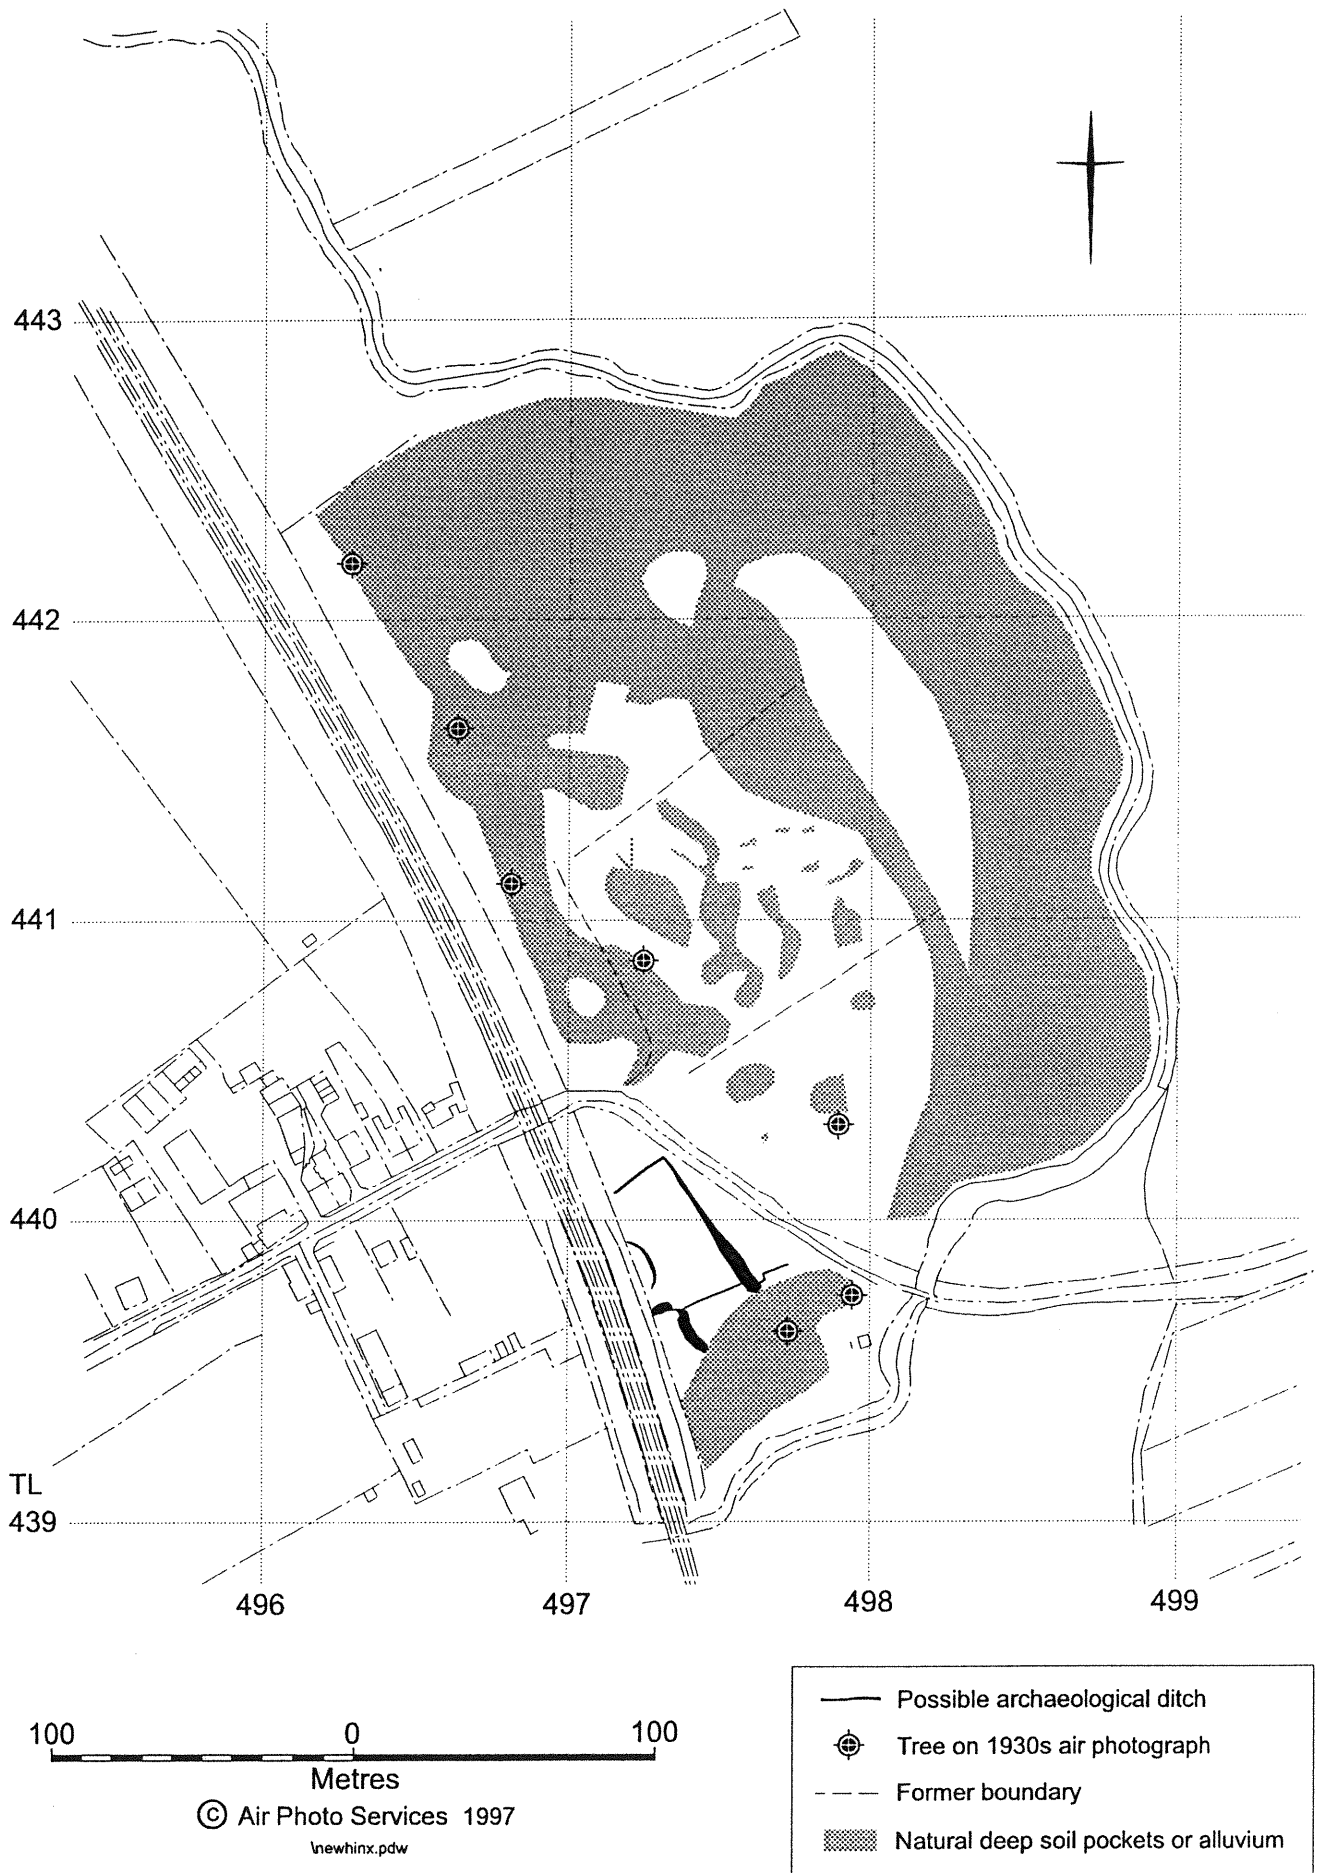 443
442
441
440
TL
439
496 497 498 499
100 0 100
Metres
© Air Photo Services 1997
\newhinx.pdw
Possible archaeological ditch
Tree on 1930s air photograph
Former boundary
Natural deep soil pockets or alluvium